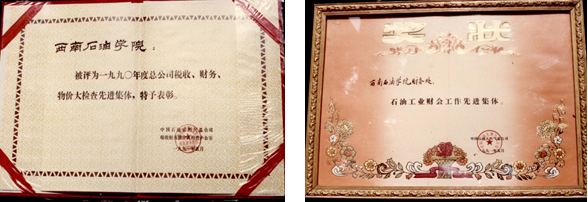 西南石油学院：
被评为一九九〇年度总公司税收、财务、
物价大检查先进集体，特予表彰。
奖状
西南石油学院财务处
石油工业财会工作先进集体。